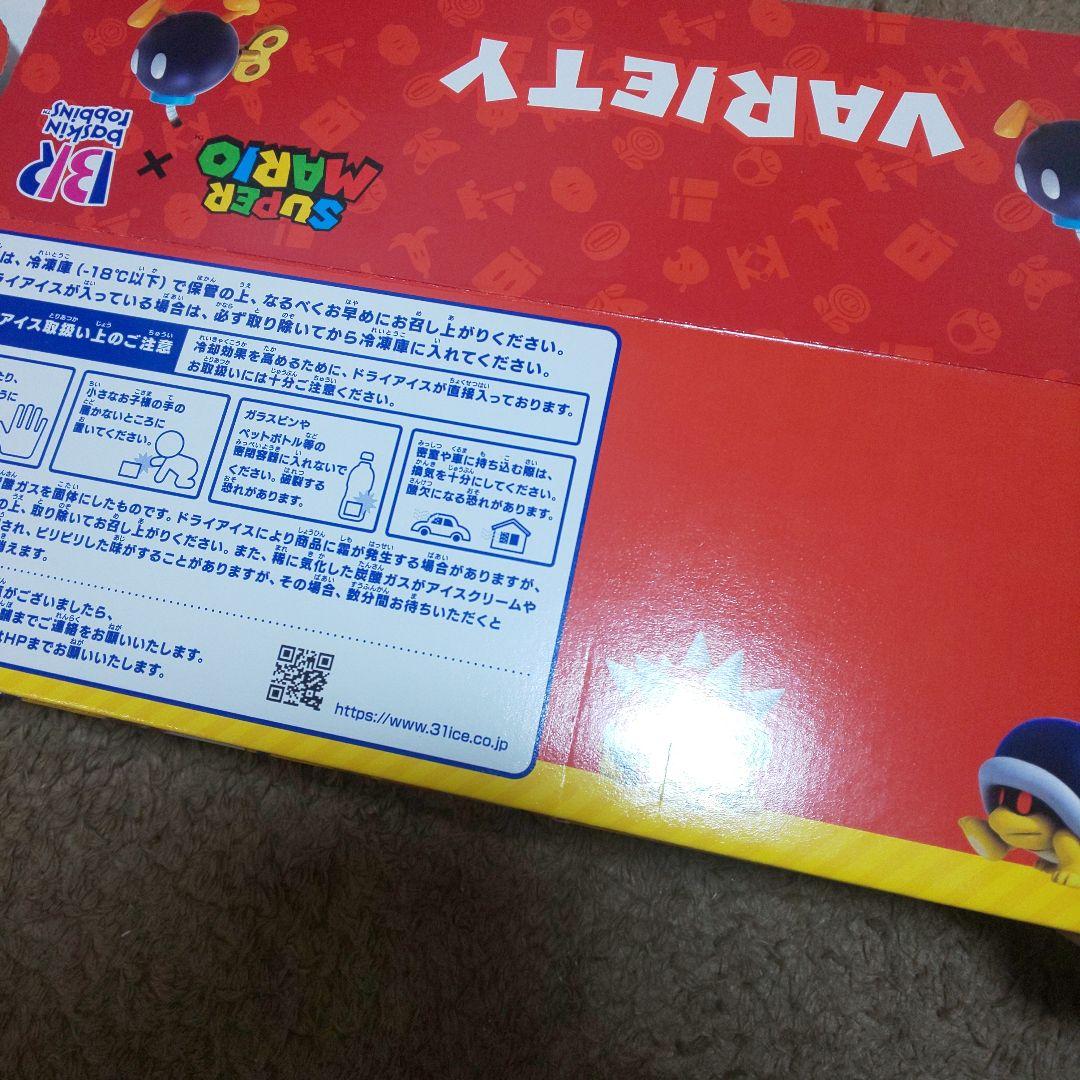 VARIETY
SUPER
MARIO™
×
BR
baskin
robbins™
は、冷凍庫(-18℃以下)で保管の上、なるべくお早めにお召し上がりください。
ライアイスが入っている場合は、必ず取り除いてから冷凍庫に入れてください。
アイス取扱い上のご注意
冷却効果を高めるために、ドライアイスが直接入っております。
お取扱いには十分ご注意ください。
たり、
うに
小さなお子様の手の
届かないところに
置いてください。
ガラスビンや
ペットボトル等の
密閉容器に入れないで
ください。破裂する
恐れがあります。
密室や車に持ち込む際は、
換気を十分にしてください。
酸欠になる恐れがあります。
酸ガスを固体にしたものです。ドライアイスにより商品に霜が発生する場合がありますが、
の上、取り除いてお召し上がりください。また、稀に気化した炭酸ガスがアイスクリームや
され、ピリピリした味がすることがありますが、その場合、数分間お待ちいただくと
消えます。
がございましたら、
までご連絡をお願いいたします。
はHPまでお願いいたします。
https://www.31ice.co.jp